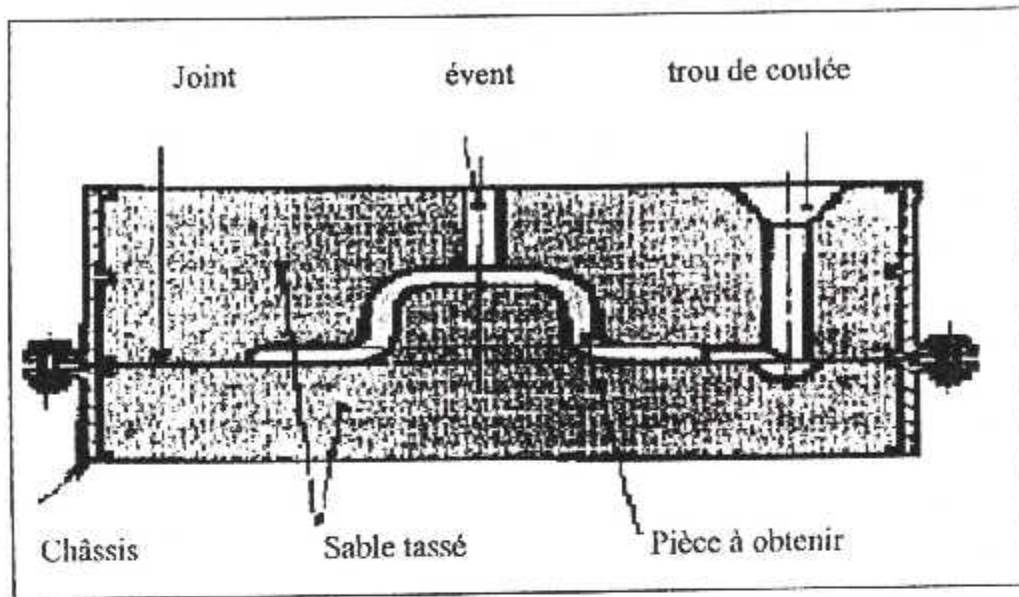 Joint évent trou de coulée
Châssis Sable tassé Pièce à obtenir